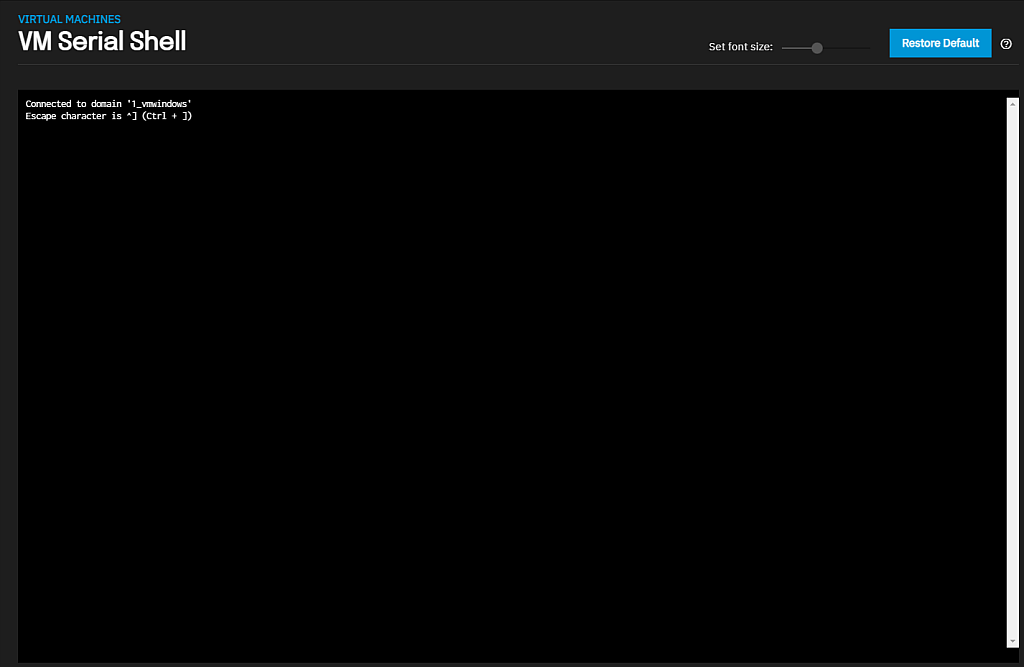 VIRTUAL MACHINES
VM Serial Shell
Set font size:
Restore Default
Connected to domain '1_vmwindows'
Escape character is ^] (Ctrl + ])